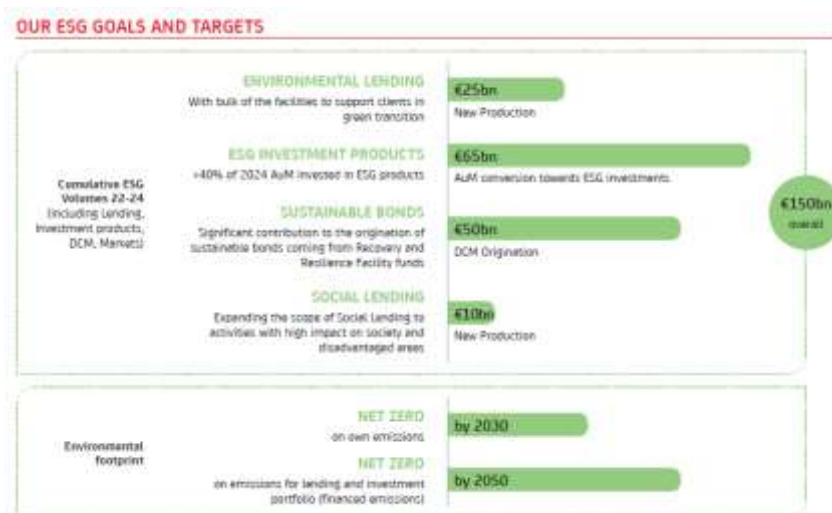 OUR ESG GOALS AND TARGETS
ENVIRONMENTAL LENDING
With bulk of the facilities to support clients in
green transition
€25bn
New Production
ESG INVESTMENT PRODUCTS
>40% of 2024 AuM invested in ESG products
€65bn
AuM conversion towards ESG investments
Cumulative ESG
Volumes 22-24
(including Lending,
Investment products,
DCM, Markets)
SUSTAINABLE BONDS
Significant contribution to the origination of
sustainable bonds coming from Recovery and
Resilience Facility funds
€50bn
DCM Origination
SOCIAL LENDING
Expanding the scope of Social Lending to
activities with high impact on society and
disadvantaged areas
€10bn
New Production
€150bn
overall
Environmental
footprint
NET ZERO
on own emissions
by 2030
NET ZERO
on emissions for lending and investment
portfolio (financed emissions)
by 2050